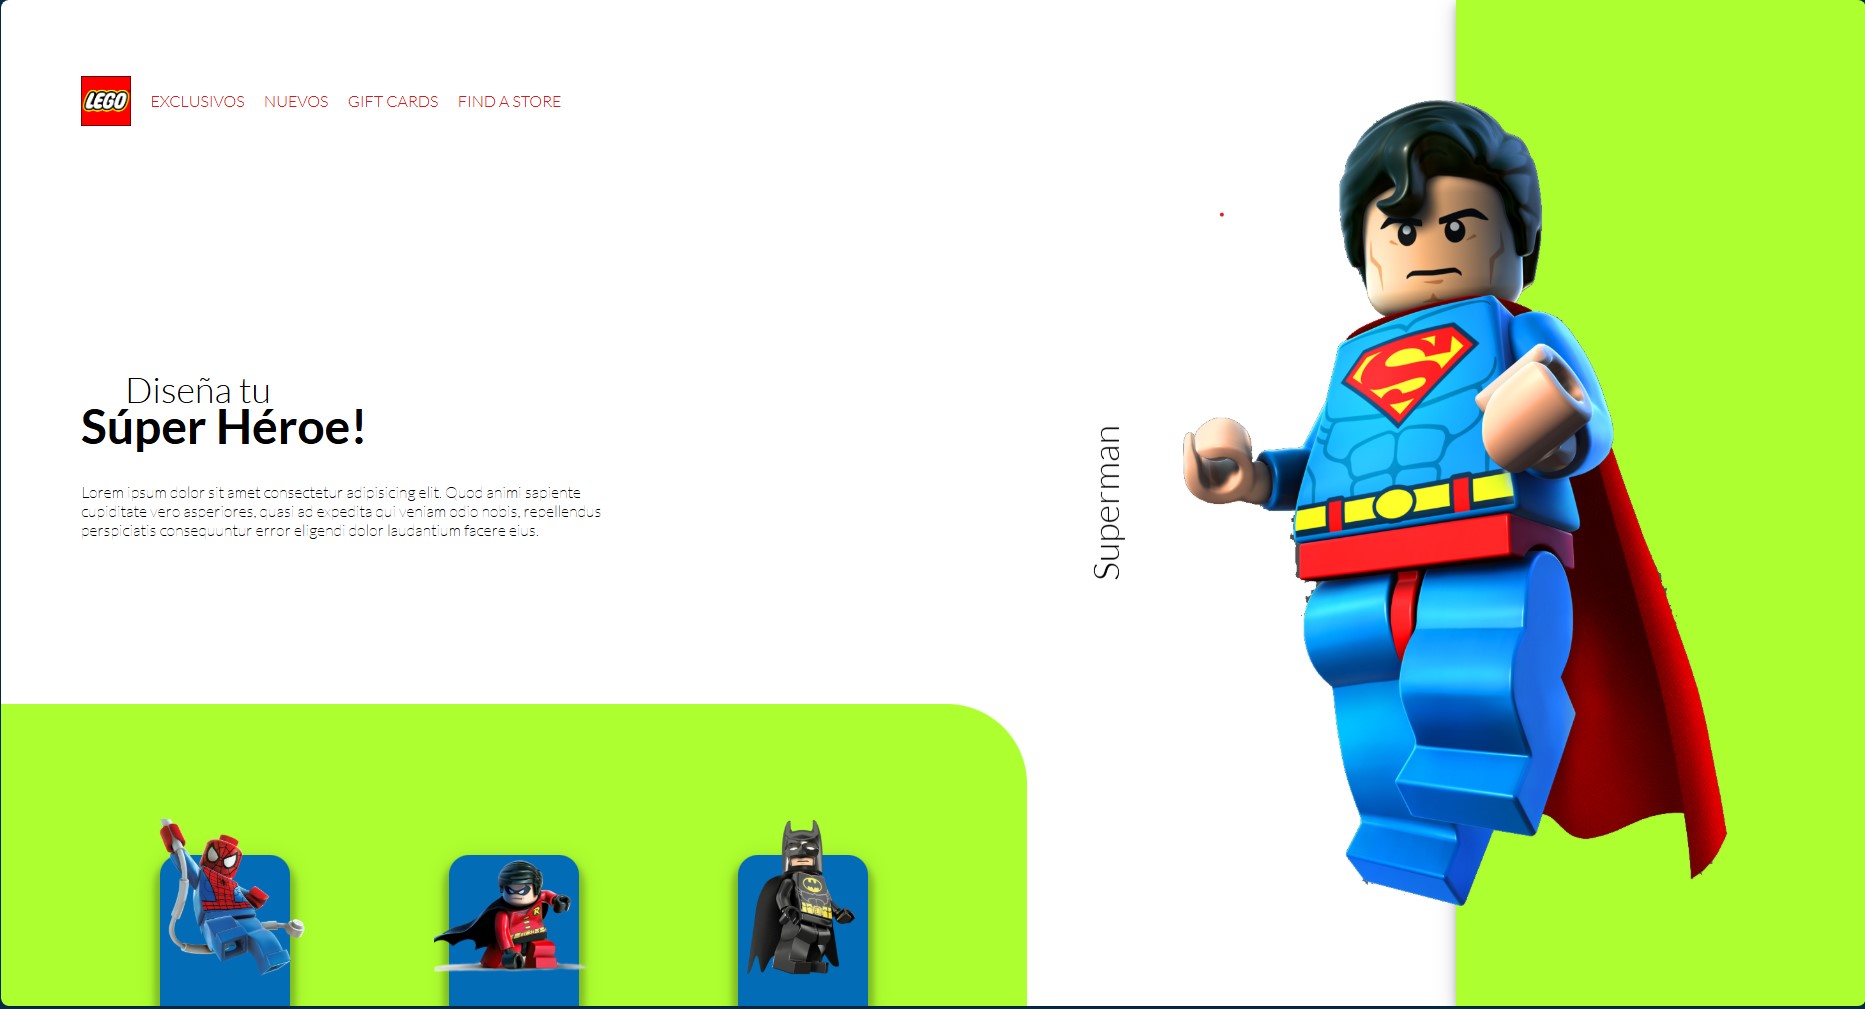 LEGO
EXCLUSIVOS NUEVOS GIFT CARDS FIND A STORE
Diseña tu
Súper Héroe!
Lorem ipsum dolor sit amet consectetur adipisicing elit. Quod animi sapiente
cupiditate vero asperiores, quasi ad expedita qui veniam odio nobis, repellendus
perspiciatis consequuntur error eligendi dolor laudantium facere eius.
Superman
S
R